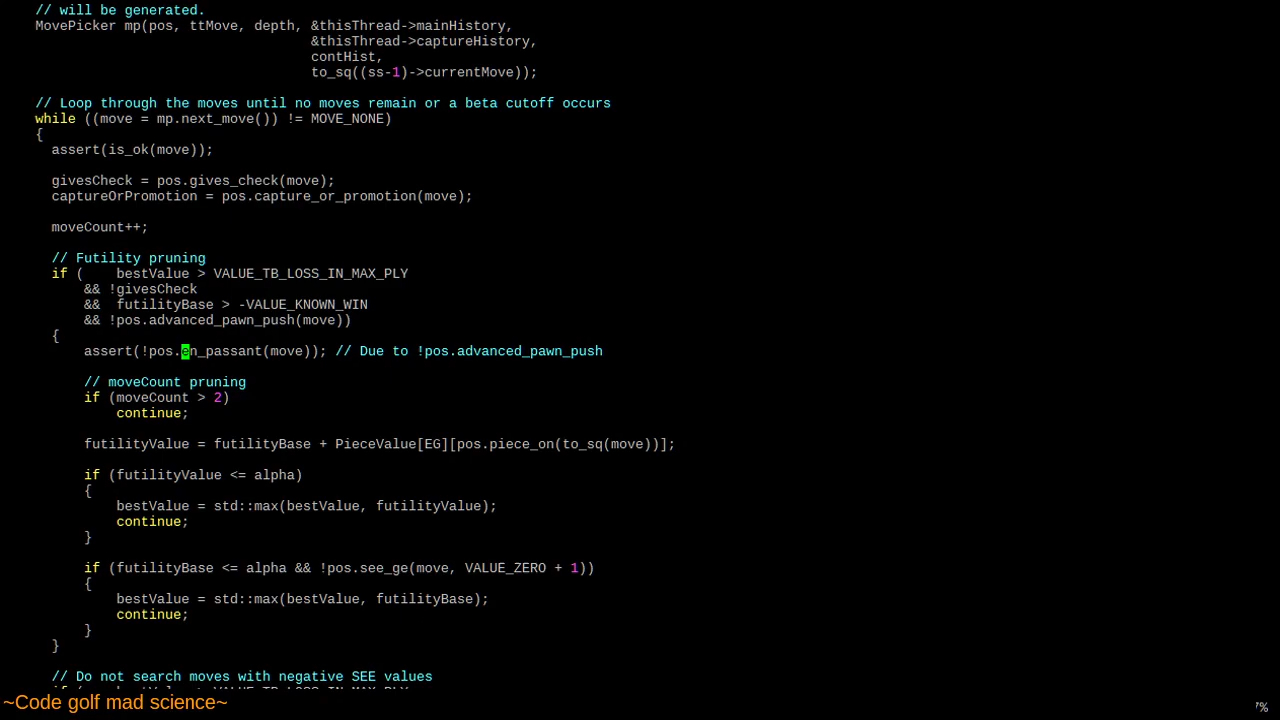 // will be generated.
MovePicker mp(pos, ttMove, depth, &thisThread->mainHistory,
&thisThread->captureHistory,
contHist,
to_sq((ss-1)->currentMove));
// Loop through the moves until no moves remain or a beta cutoff occurs
while ((move = mp.next_move()) != MOVE_NONE)
{
assert(is_ok(move));
givesCheck = pos.gives_check(move);
captureOrPromotion = pos.capture_or_promotion(move);
moveCount++;
// Futility pruning
if (    bestValue > VALUE_TB_LOSS_IN_MAX_PLY
&& !givesCheck
&&  futilityBase > -VALUE_KNOWN_WIN
&& !pos.advanced_pawn_push(move))
{
assert(!pos.en_passant(move)); // Due to !pos.advanced_pawn_push
// moveCount pruning
if (moveCount > 2)
continue;
futilityValue = futilityBase + PieceValue[EG][pos.piece_on(to_sq(move))];
if (futilityValue <= alpha)
{
bestValue = std::max(bestValue, futilityValue);
continue;
}
if (futilityBase <= alpha && !pos.see_ge(move, VALUE_ZERO + 1))
{
bestValue = std::max(bestValue, futilityBase);
continue;
}
}
// Do not search moves with negative SEE values
~Code golf mad science~
7%